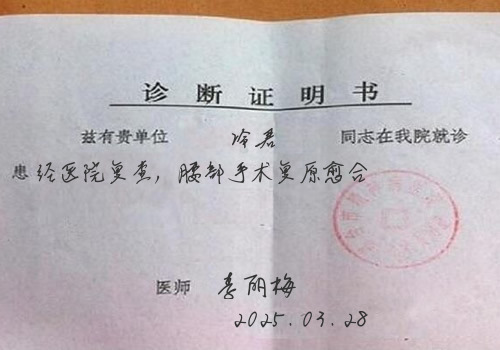 诊断证明书
兹有贵单位 冷君 同志在我院就诊
患经医院复查，腰部手术复原愈合
医师 李丽梅
2025.03.28